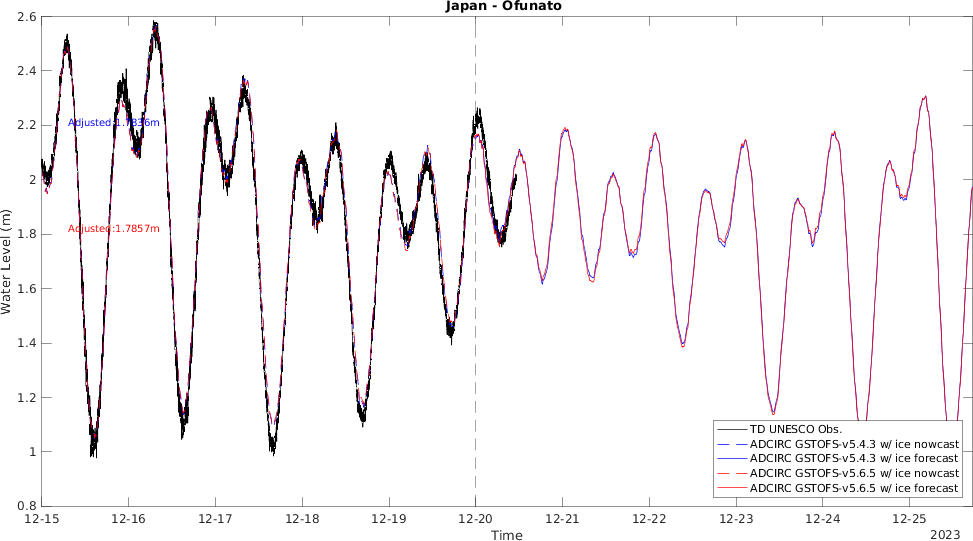 Japan - Ofunato
2.6
2.4
2.2
2
1.8
1.6
1.4
1.2
1
0.8
Water Level (m)
Adjusted:1.7836m
Adjusted:1.7857m
TD UNESCO Obs.
ADCIRC GSTOFS-v5.4.3 w/ ice nowcast
ADCIRC GSTOFS-v5.4.3 w/ ice forecast
ADCIRC GSTOFS-v5.6.5 w/ ice nowcast
ADCIRC GSTOFS-v5.6.5 w/ ice forecast
12-15 12-16 12-17 12-18 12-19 12-20 12-21 12-22 12-23 12-24 12-25
Time
2023